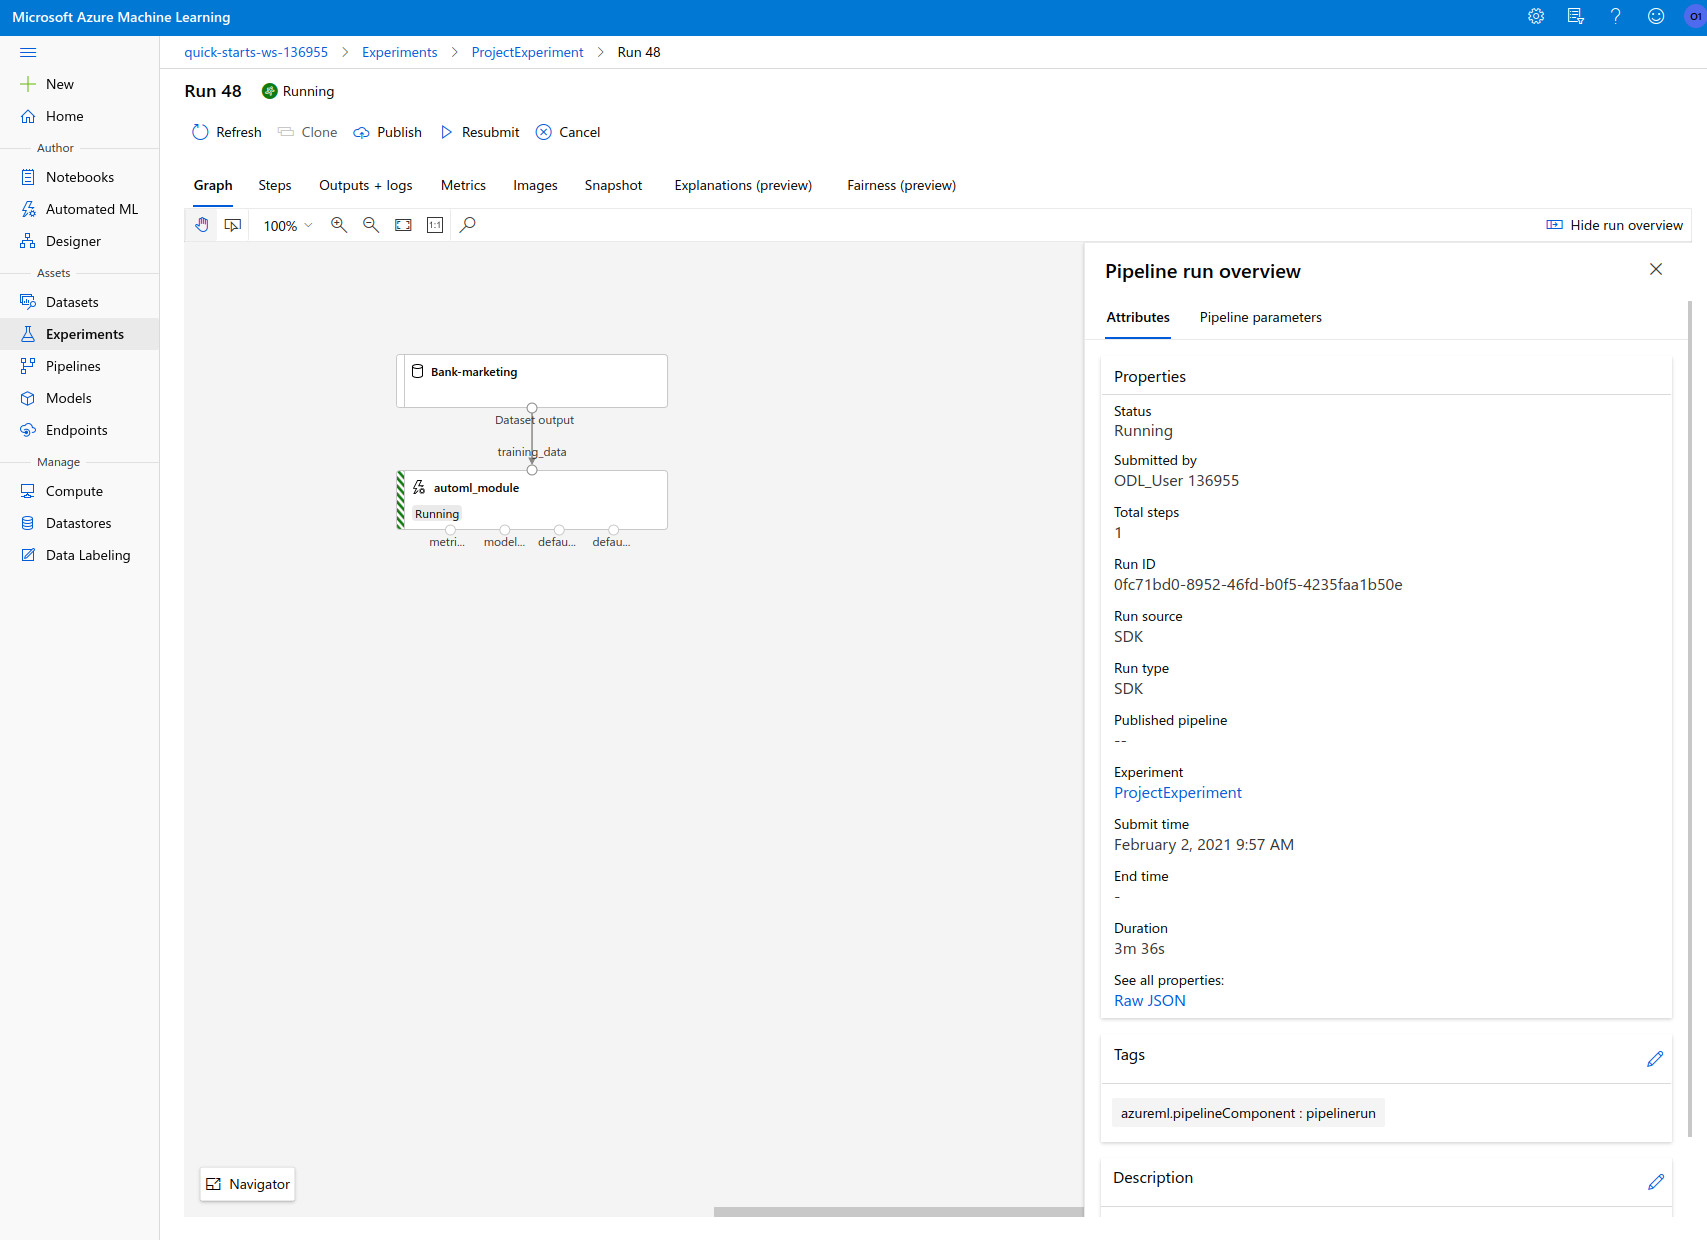 Microsoft Azure Machine Learning
O1
quick-starts-ws-136955 > Experiments > ProjectExperiment > Run 48
New
Home
Author
Notebooks
Automated ML
Designer
Assets
Datasets
Experiments
Pipelines
Models
Endpoints
Manage
Compute
Datastores
Data Labeling
Run 48 Running
Refresh Clone Publish Resubmit Cancel
Graph Steps Outputs + logs Metrics Images Snapshot Explanations (preview) Fairness (preview)
100% 1:1 Hide run overview
Bank-marketing
Dataset output
training_data
automl_module
Running
metri... model... defau... defau...
Navigator
Pipeline run overview
Attributes Pipeline parameters
Properties
Status
Running
Submitted by
ODL_User 136955
Total steps
1
Run ID
0fc71bd0-8952-46fd-b0f5-4235faa1b50e
Run source
SDK
Run type
SDK
Published pipeline
--
Experiment
ProjectExperiment
Submit time
February 2, 2021 9:57 AM
End time
-
Duration
3m 36s
See all properties:
Raw JSON
Tags
azureml.pipelineComponent : pipelinerun
Description